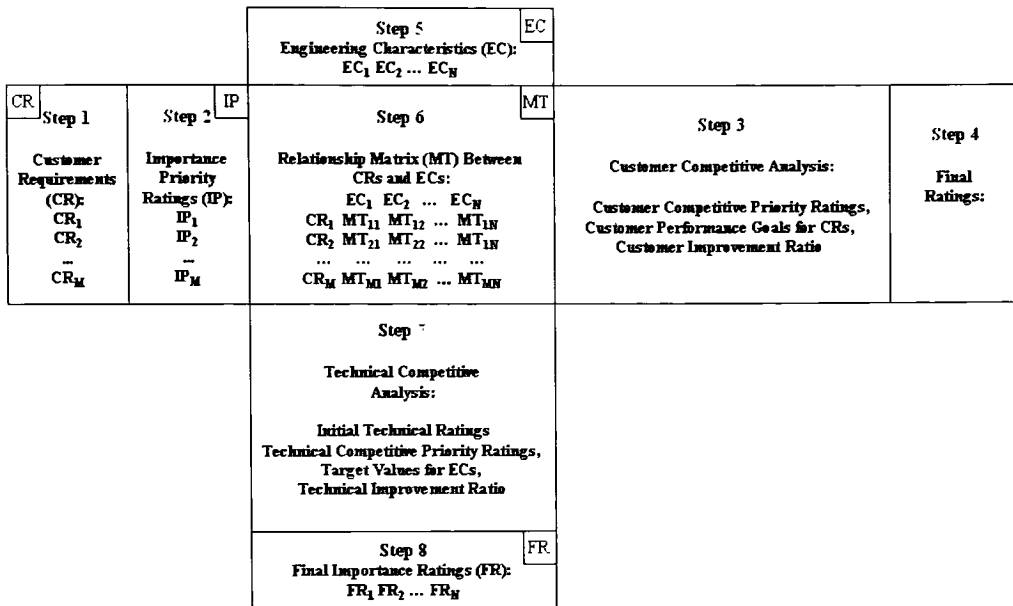 Step 5
EC
Engineering Characteristics (EC):
EC1 EC2 ... ECN
CR
Step 1
Customer
Requirements
(CR):
CR1
CR2
...
CRM
IP
Step 2
Importance
Priority
Ratings (IP):
IP1
IP2
...
IPM
MT
Step 6
Relationship Matrix (MT) Between
CRs and ECs:
EC1 EC2 ... ECN
CR1 MT11 MT12 ... MT1N
CR2 MT21 MT22 ... MT1N
... ... ... ... ...
CRM MTM1 MTM2 ... MTMN
Step 3
Customer Competitive Analysis:
Customer Competitive Priority Ratings,
Customer Performance Goals for CRs,
Customer Improvement Ratio
Step 4
Final
Ratings:
Step
Technical Competitive
Analysis:
Initial Technical Ratings
Technical Competitive Priority Ratings,
Target Values for ECs,
Technical Improvement Ratio
Step 8
FR
Final Importance Ratings (FR):
FR1 FR2 ... FRN